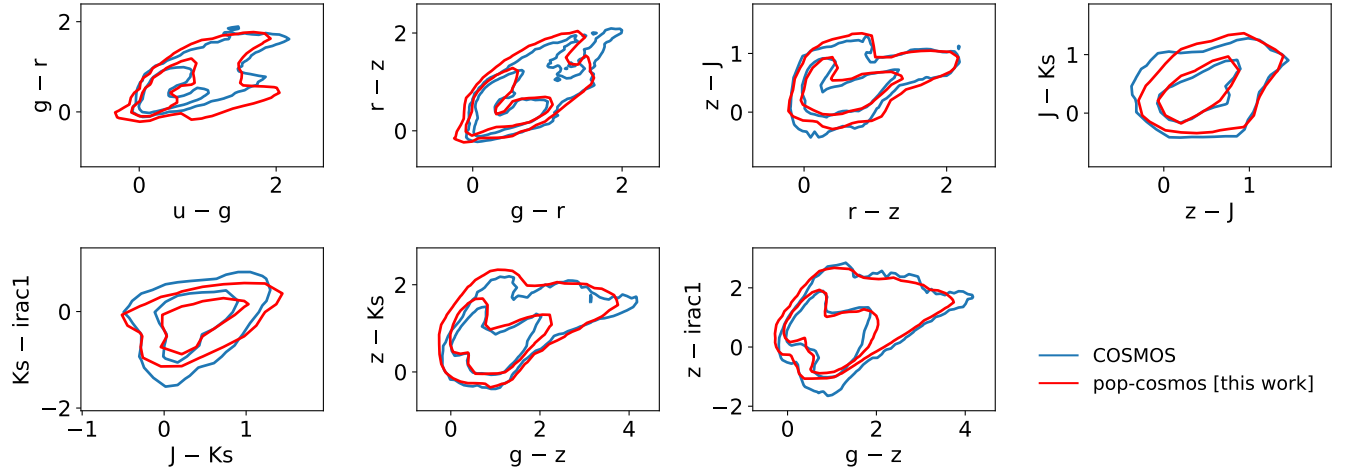 2
0
g − r
0
2
u − g
2
0
r − z
0
1
2
g − r
1
0
z − J
0
1
2
r − z
1
0
J − Ks
0
1
z − J
0
−2
Ks − irac1
−1
0
1
J − Ks
2
0
z − Ks
0
2
4
g − z
2
0
−2
z − irac1
0
2
4
g − z
COSMOS
pop-cosmos [this work]